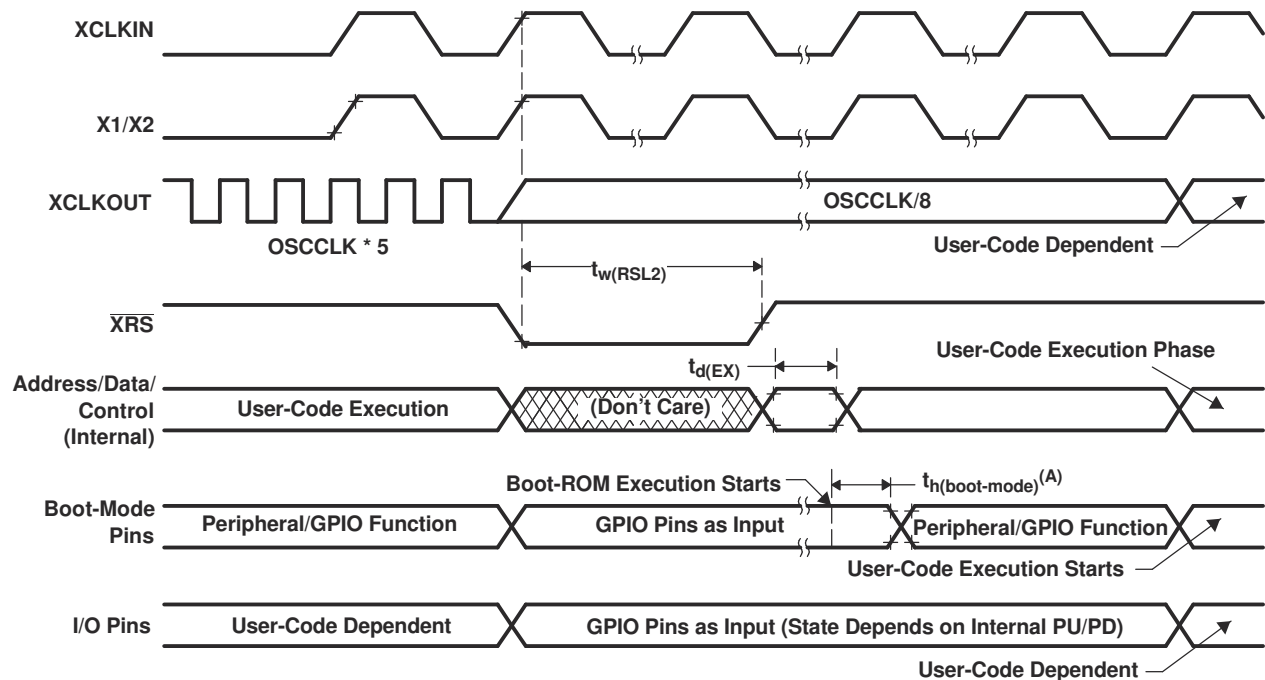 XCLKIN
X1/X2
XCLKOUT
OSCCLK/8
OSCCLK * 5
User-Code Dependent
tw(RSL2)
XRS
User-Code Execution Phase
td(EX)
Address/Data/
Control
(Internal)
User-Code Execution
(Don't Care)
Boot-ROM Execution Starts
th(boot-mode)(A)
Boot-Mode
Pins
Peripheral/GPIO Function
GPIO Pins as Input
Peripheral/GPIO Function
User-Code Execution Starts
I/O Pins
User-Code Dependent
GPIO Pins as Input (State Depends on Internal PU/PD)
User-Code Dependent